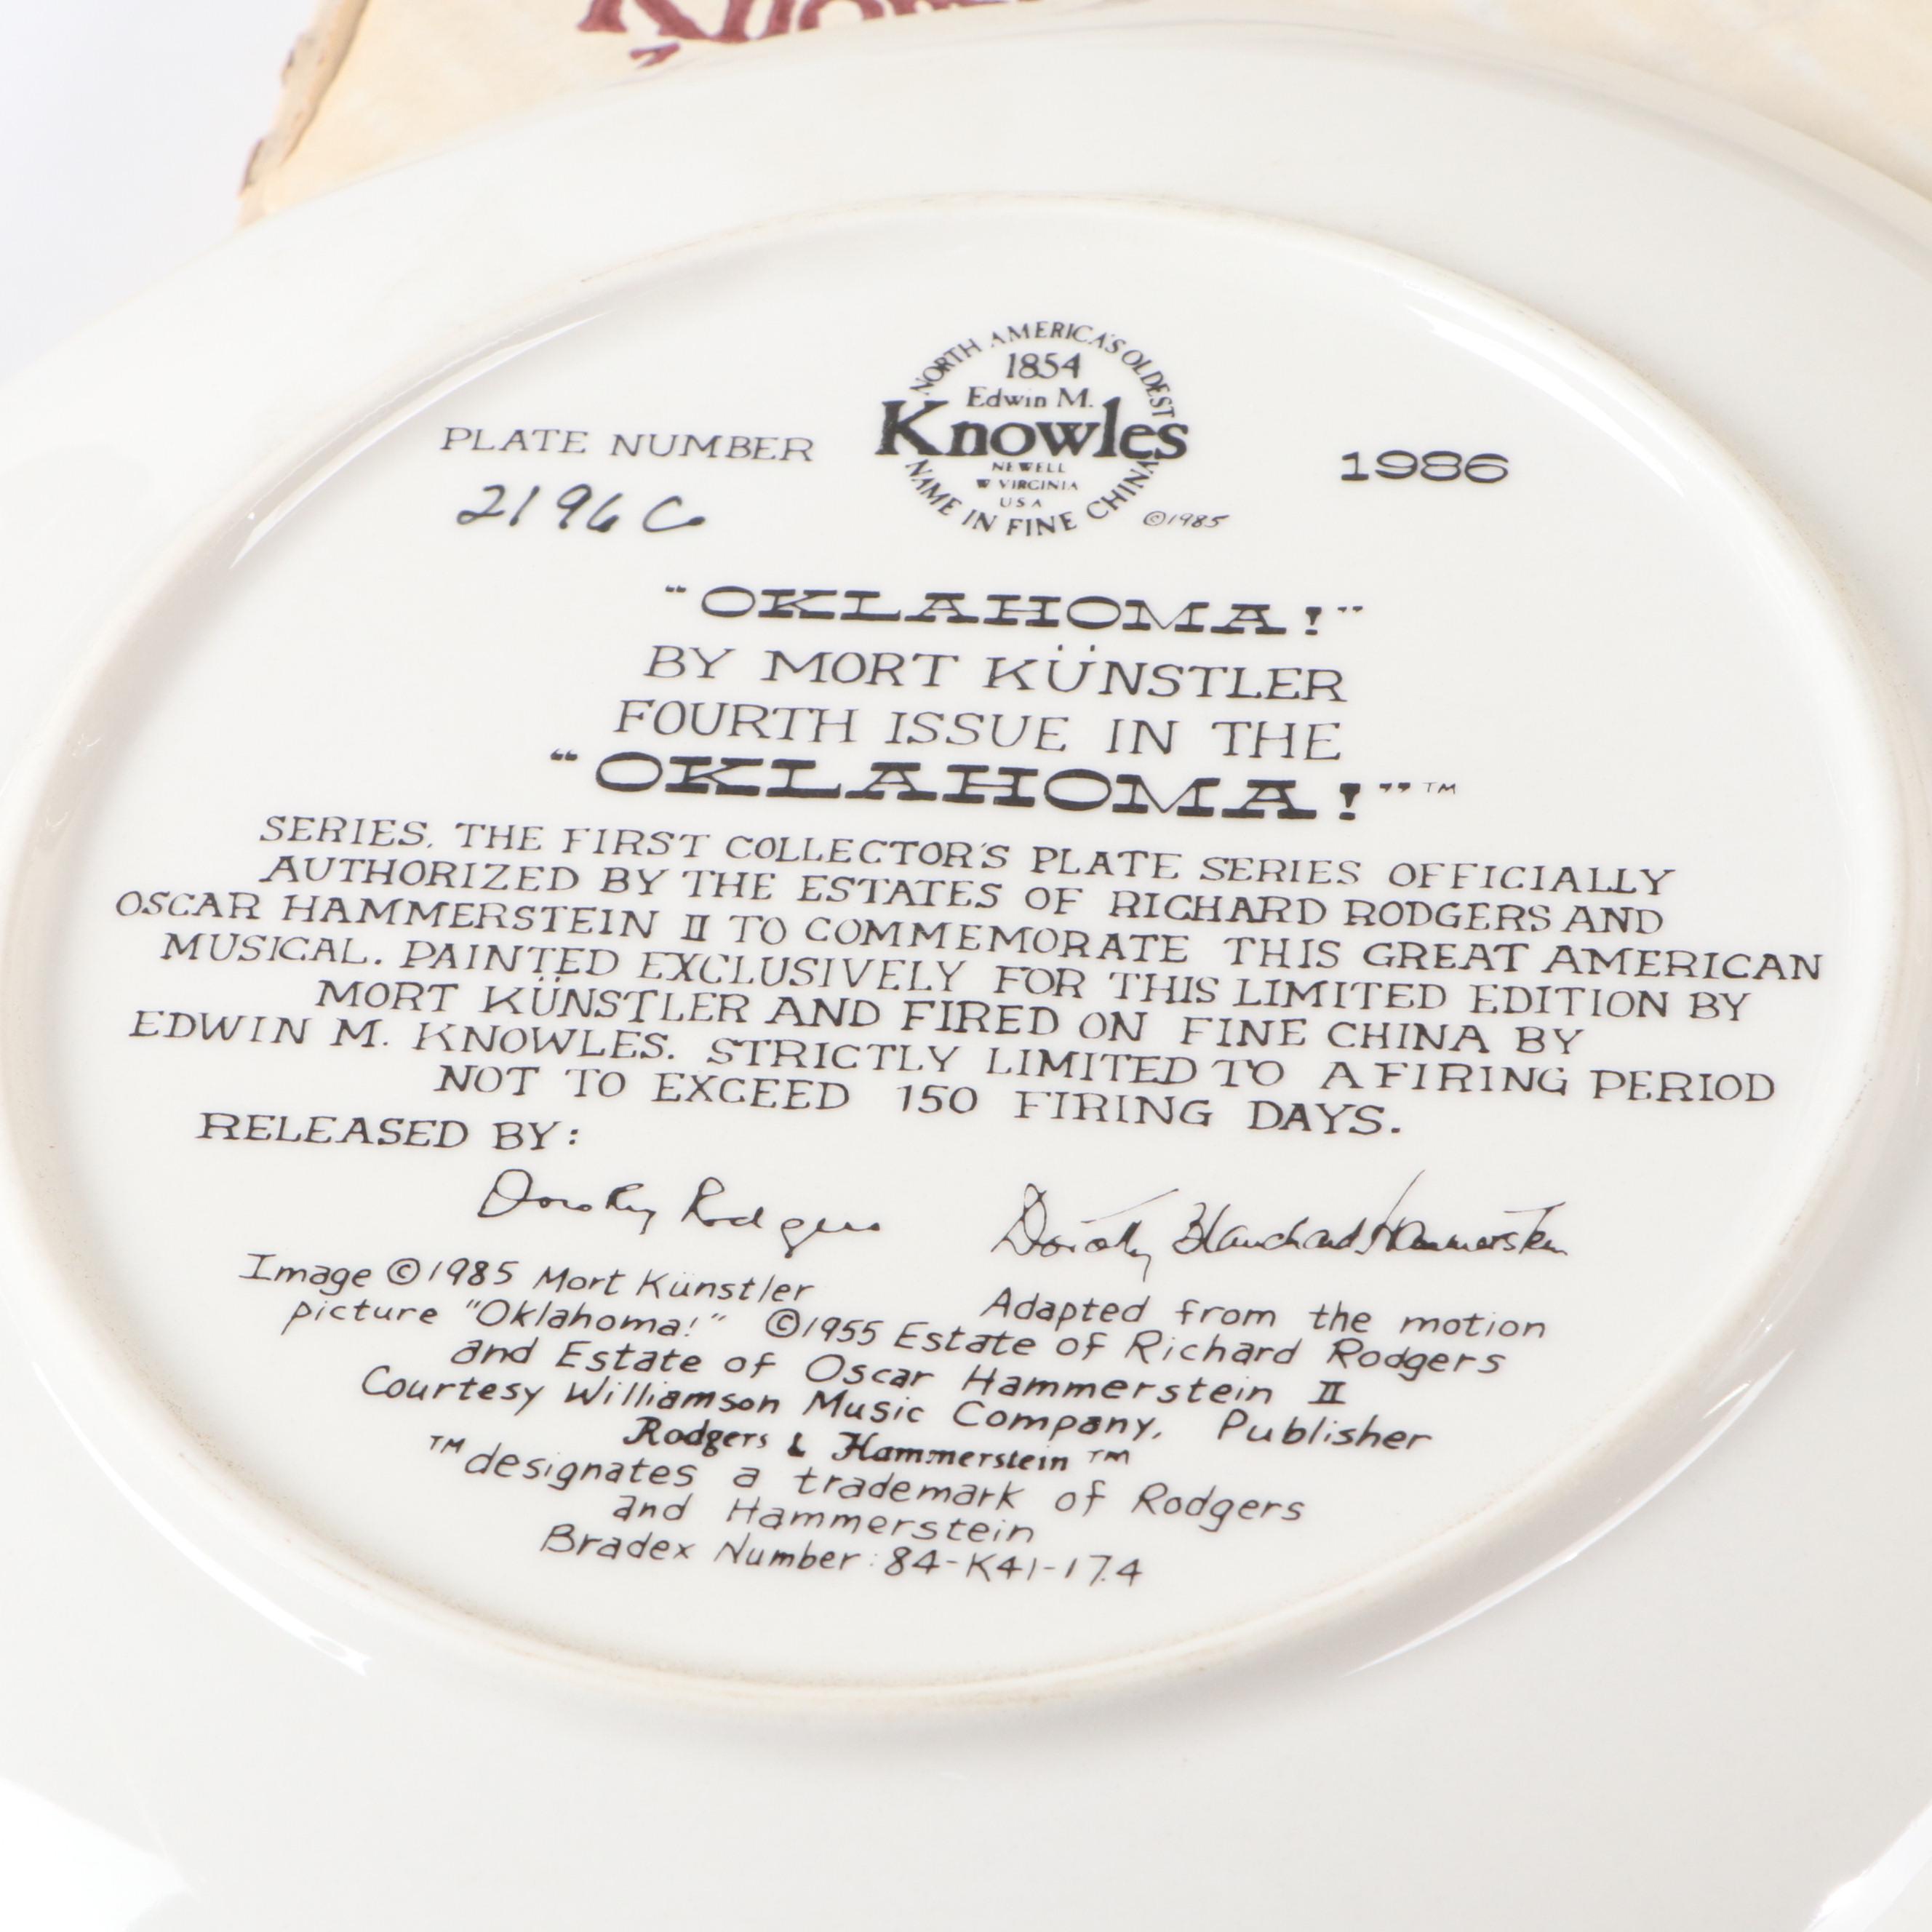 PLATE NUMBER
2196C
NORTH AMERICA'S OLDEST
1854
Edwin M.
Knowles
NEWELL
W VIRGINIA
USA
NAME IN FINE CHINA
©1985
1986
"OKLAHOMA!"
BY MORT KÜNSTLER
FOURTH ISSUE IN THE
"OKLAHOMA!"™
SERIES, THE FIRST COLLECTOR'S PLATE SERIES OFFICIALLY
AUTHORIZED BY THE ESTATES OF RICHARD RODGERS AND
OSCAR HAMMERSTEIN II TO COMMEMORATE THIS GREAT AMERICAN
MUSICAL. PAINTED EXCLUSIVELY FOR THIS LIMITED EDITION BY
MORT KÜNSTLER AND FIRED ON FINE CHINA BY
EDWIN M. KNOWLES. STRICTLY LIMITED TO A FIRING PERIOD
NOT TO EXCEED 150 FIRING DAYS.
RELEASED BY:
Dorothy Rodgers Dorothy Blanchard Hammerstein
Image ©1985 Mort Künstler Adapted from the motion
picture "Oklahoma!" ©1955 Estate of Richard Rodgers
and Estate of Oscar Hammerstein II
Courtesy Williamson Music Company, Publisher
Rodgers & Hammerstein ™
™designates a trademark of Rodgers
and Hammerstein
Bradex Number: 84-K41-17.4